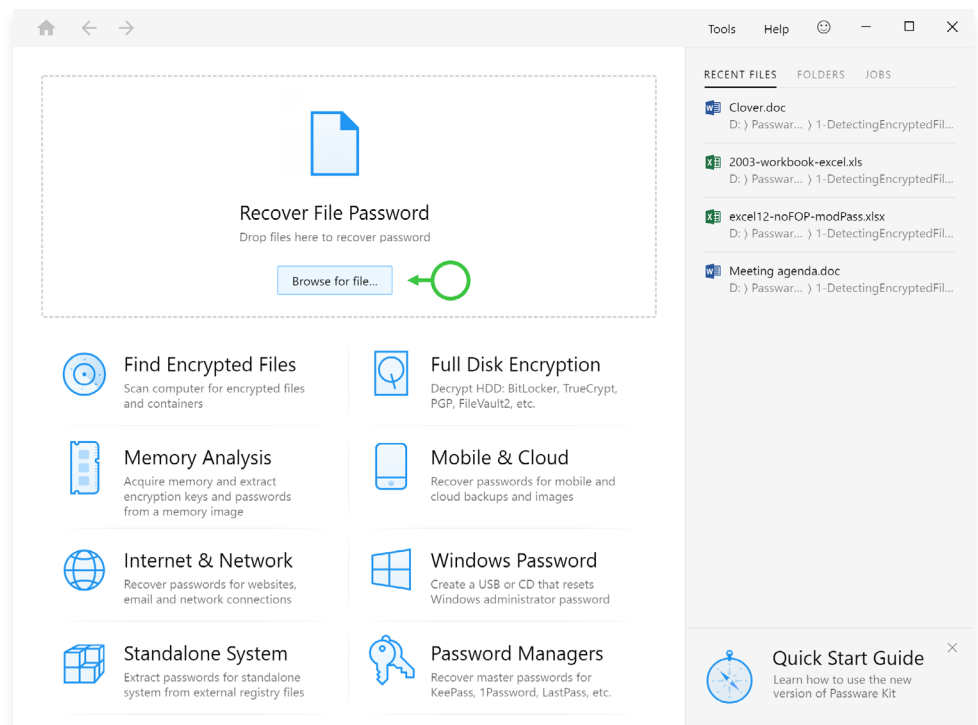 Tools Help
Recover File Password
Drop files here to recover password
Browse for file...
Find Encrypted Files
Scan computer for encrypted files
and containers
Full Disk Encryption
Decrypt HDD: BitLocker, TrueCrypt,
PGP, FileVault2, etc.
Memory Analysis
Acquire memory and extract
encryption keys and passwords
from a memory image
Mobile & Cloud
Recover passwords for mobile and
cloud backups and images
Internet & Network
Recover passwords for websites,
email and network connections
Windows Password
Create a USB or CD that resets
Windows administrator password
Standalone System
Extract passwords for standalone
system from external registry files
Password Managers
Recover master passwords for
KeePass, 1Password, LastPass, etc.
RECENT FILES FOLDERS JOBS
Clover.doc
D: ⟩ Passwar... ⟩ 1-DetectingEncryptedFil...
2003-workbook-excel.xls
D: ⟩ Passwar... ⟩ 1-DetectingEncryptedFil...
excel12-noFOP-modPass.xlsx
D: ⟩ Passwar... ⟩ 1-DetectingEncryptedFil...
Meeting agenda.doc
D: ⟩ Passwar... ⟩ 1-DetectingEncryptedFil...
Quick Start Guide
Learn how to use the new
version of Passware Kit